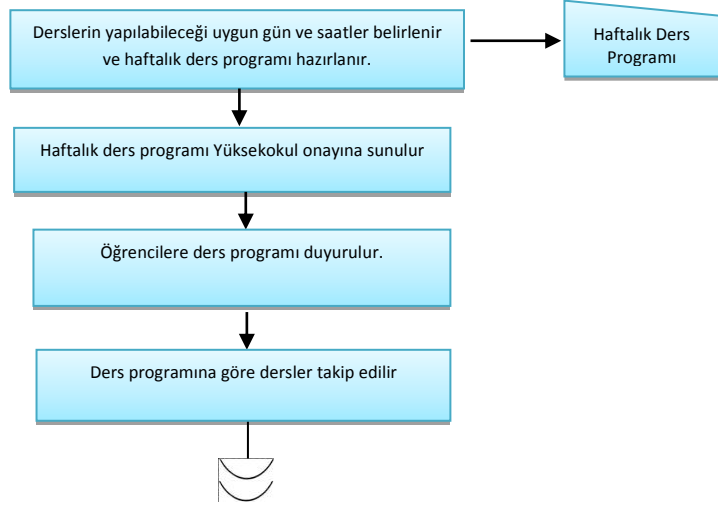 Derslerin yapılabileceği uygun gün ve saatler belirlenir
ve haftalık ders programı hazırlanır.
Haftalık Ders
Programı
Haftalık ders programı Yüksekokul onayına sunulur
Öğrencilere ders programı duyurulur.
Ders programına göre dersler takip edilir